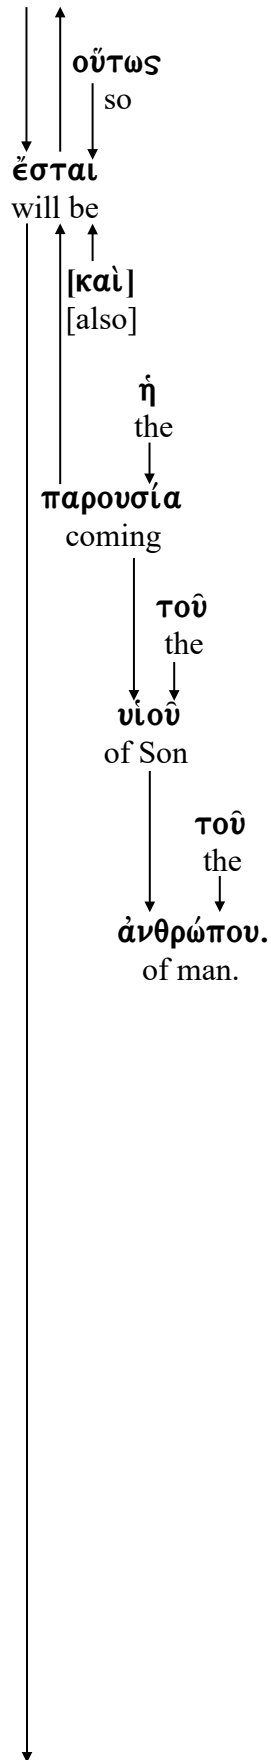 οὕτως
so
ἔσται
will be
[καὶ]
[also]
ἡ
the
παρουσία
coming
τοῦ
the
υἱοῦ
of Son
τοῦ
the
ἀνθρώπου.
of man.